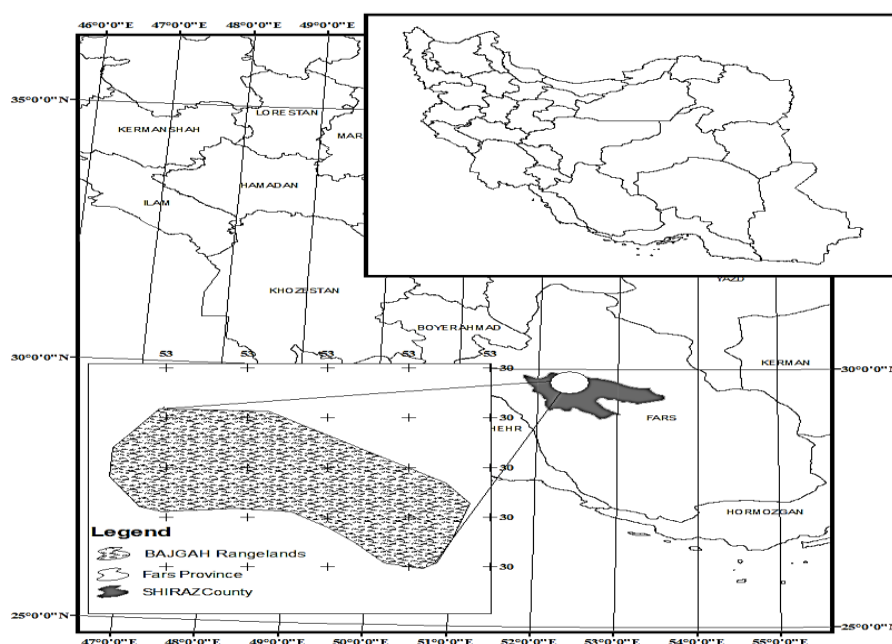 46°0'0"E 47°0'0"E 48°0'0"E 49°0'0"E
35°0'0"N
LORESTAN
KERMANSHAH
MAR
HAMADAN
ILAM
YAZD
KHOZESTAN
BOYERAHMAD
30°0'0"N
30°0'0"N
KERMAN
53 53 53 53 53
30
30
30
30
30
FARS
HEHR
HORMOZGAN
Legend
BAJGAH Rangelands
Fars Province
SHIRAZ County
25°0'0"N
25°0'0"N
47°0'0"E 48°0'0"E 49°0'0"E 50°0'0"E 51°0'0"E 52°0'0"E 53°0'0"E 54°0'0"E 55°0'0"E